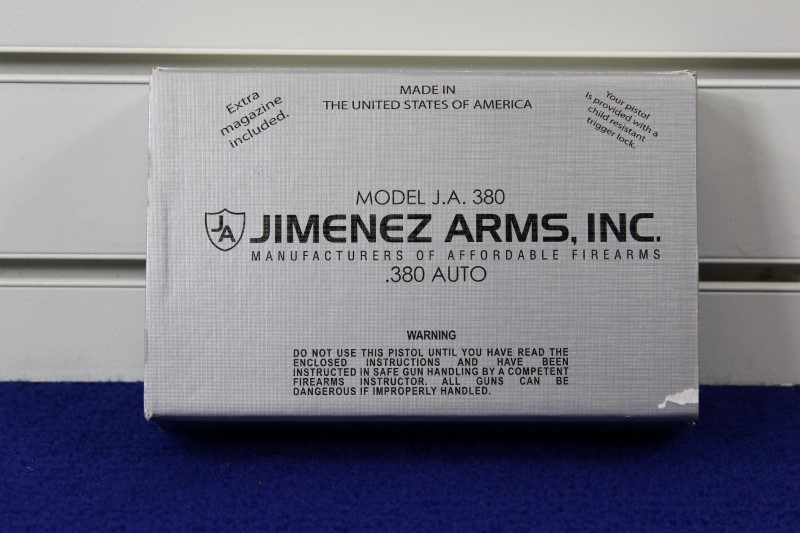 Extra
magazine
included.
MADE IN
THE UNITED STATES OF AMERICA
Your pistol
Is provided with a
child resistant
trigger lock.
MODEL J.A. 380
JA JIMENEZ ARMS, INC.
MANUFACTURERS OF AFFORDABLE FIREARMS
.380 AUTO
WARNING
DO NOT USE THIS PISTOL UNTIL YOU HAVE READ THE
ENCLOSED INSTRUCTIONS AND HAVE BEEN
INSTRUCTED IN SAFE GUN HANDLING BY A COMPETENT
FIREARMS INSTRUCTOR. ALL GUNS CAN BE
DANGEROUS IF IMPROPERLY HANDLED.